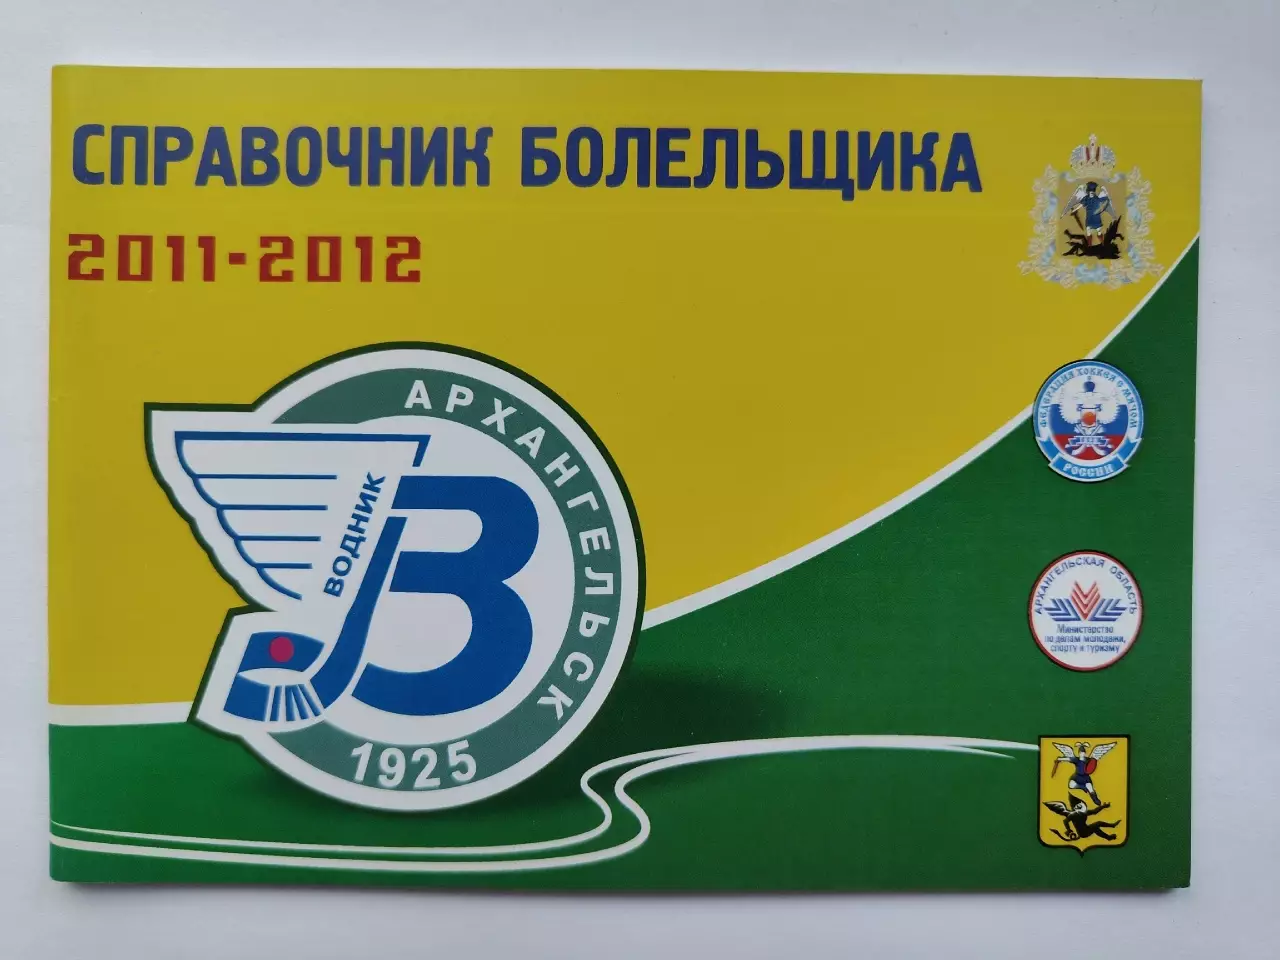 СПРАВОЧНИК БОЛЕЛЬЩИКА
2011-2012
АРХАНГЕЛЬСК
ВОДНИК
В
1925
ФЕДЕРАЦИЯ ХОККЕЯ С МЯЧОМ
РОССИИ
АРХАНГЕЛЬСКАЯ ОБЛАСТЬ
Министерство
по делам молодежи,
спорту и туризму